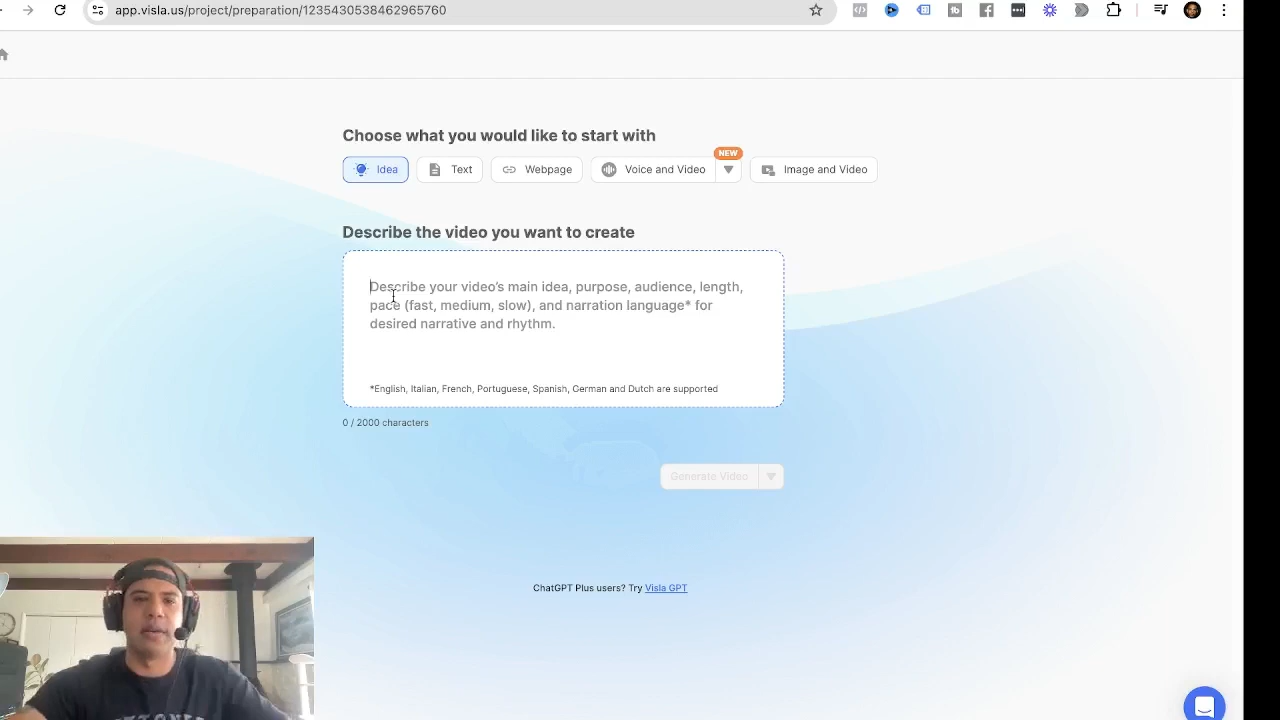 app.visla.us/project/preparation/1235430538462965760
Choose what you would like to start with
NEW
Idea
Text
Webpage
Voice and Video
Image and Video
Describe the video you want to create
Describe your video's main idea, purpose, audience, length,
pace (fast, medium, slow), and narration language* for
desired narrative and rhythm.
*English, Italian, French, Portuguese, Spanish, German and Dutch are supported
0 / 2000 characters
Generate Video
ChatGPT Plus users? Try Visla GPT